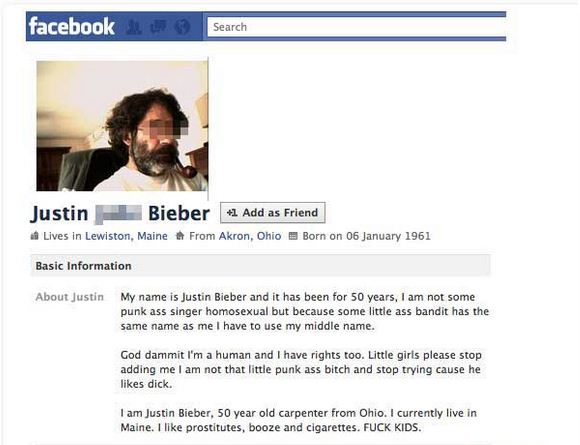 facebook Search
Justin Bieber +1 Add as Friend
Lives in Lewiston, Maine From Akron, Ohio Born on 06 January 1961
Basic Information
About Justin My name is Justin Bieber and it has been for 50 years, I am not some
punk ass singer homosexual but because some little ass bandit has the
same name as me I have to use my middle name.
God dammit I'm a human and I have rights too. Little girls please stop
adding me I am not that little punk ass bitch and stop trying cause he
likes dick.
I am Justin Bieber, 50 year old carpenter from Ohio. I currently live in
Maine. I like prostitutes, booze and cigarettes. FUCK KIDS.